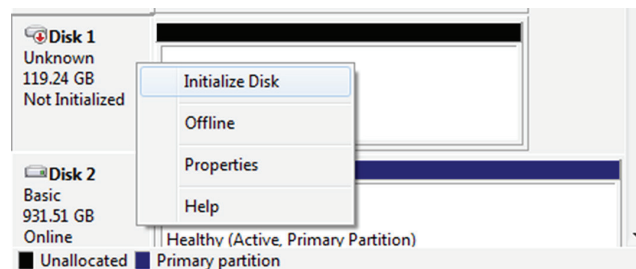 Disk 1
Unknown
119.24 GB
Not Initialized
Initialize Disk
Offline
Properties
Help
Disk 2
Basic
931.51 GB
Online
Healthy (Active, Primary Partition)
Unallocated Primary partition